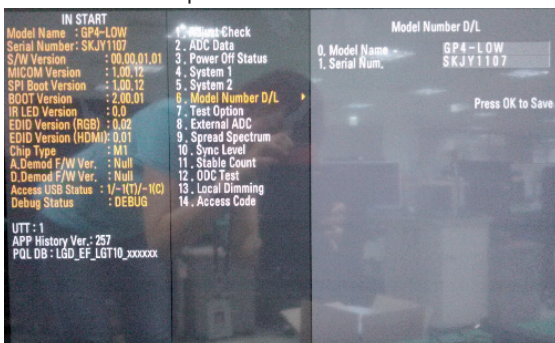 IN START
Model Name : GP4-LOW
Serial Number : SKJY1107
S/W Version : 00.00.01.01
MICOM Version : 1.00.12
SPI Boot Version : 1.00.12
BOOT Version : 2.00.01
IR LED Version : 0.0
EDID Version (RGB) : 0.02
EDID Version (HDMI): 0.01
Chip Type : M1
A.Demod F/W Ver. : Null
D.Demod F/W Ver. : Null
Access USB Status : 1/-1(T)/-1(C)
Debug Status : DEBUG
UTT : 1
APP History Ver. : 257
PQL DB : LGD_EF_LGT10_xxxxxx
1. Adjust Check
2. ADC Data
3. Power Off Status
4. System 1
5. System 2
6. Model Number D/L
7. Test Option
8. External ADC
9. Spread Spectrum
10. Sync Level
11. Stable Count
12. ODC Test
13. Local Dimming
14. Access Code
Model Number D/L
0. Model Name GP4-LOW
1. Serial Num. SKJY1107
Press OK to Save